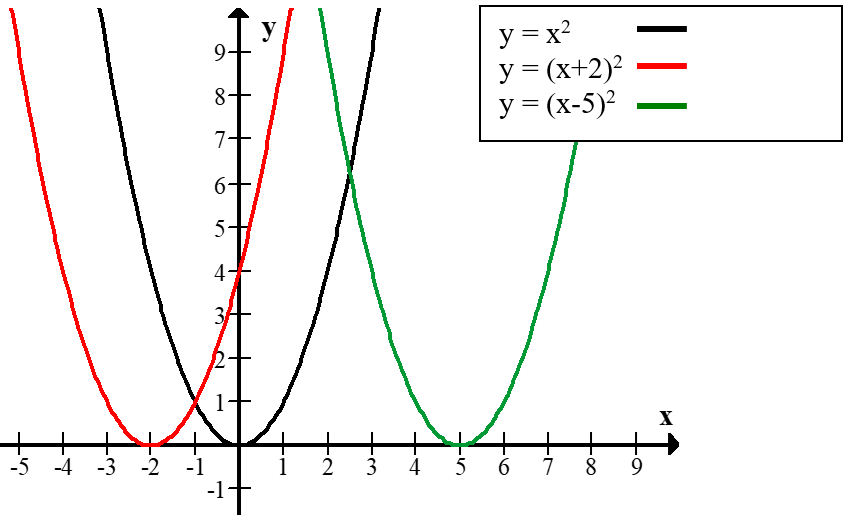 y
y = x²
y = (x+2)²
y = (x-5)²
9
8
7
6
5
4
3
2
1
x
-5 -4 -3 -2 -1 1 2 3 4 5 6 7 8 9
-1